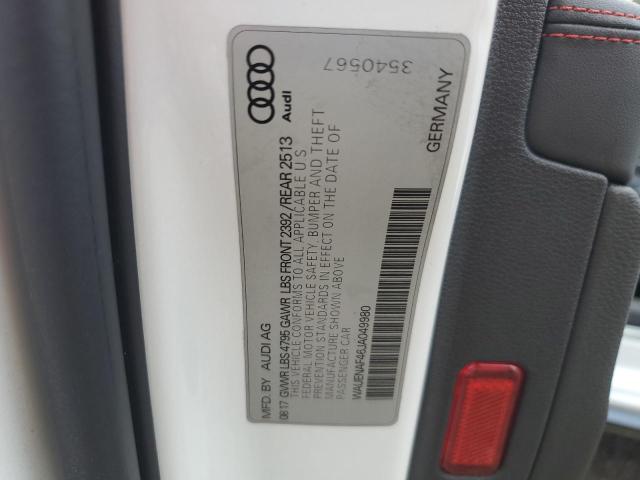 MFD. BY AUDI AG
08.17 GVWR LBS 4795 GAWR LBS FRONT 2392 / REAR 2513
THIS VEHICLE CONFORMS TO ALL APPLICABLE U S
FEDERAL MOTOR VEHICLE SAFETY, BUMPER AND THEFT
PREVENTION STANDARDS IN EFFECT ON THE DATE OF
MANUFACTURE SHOWN ABOVE
PASSENGER CAR
WAUENAF46JA049980
Audi
3540567
GERMANY